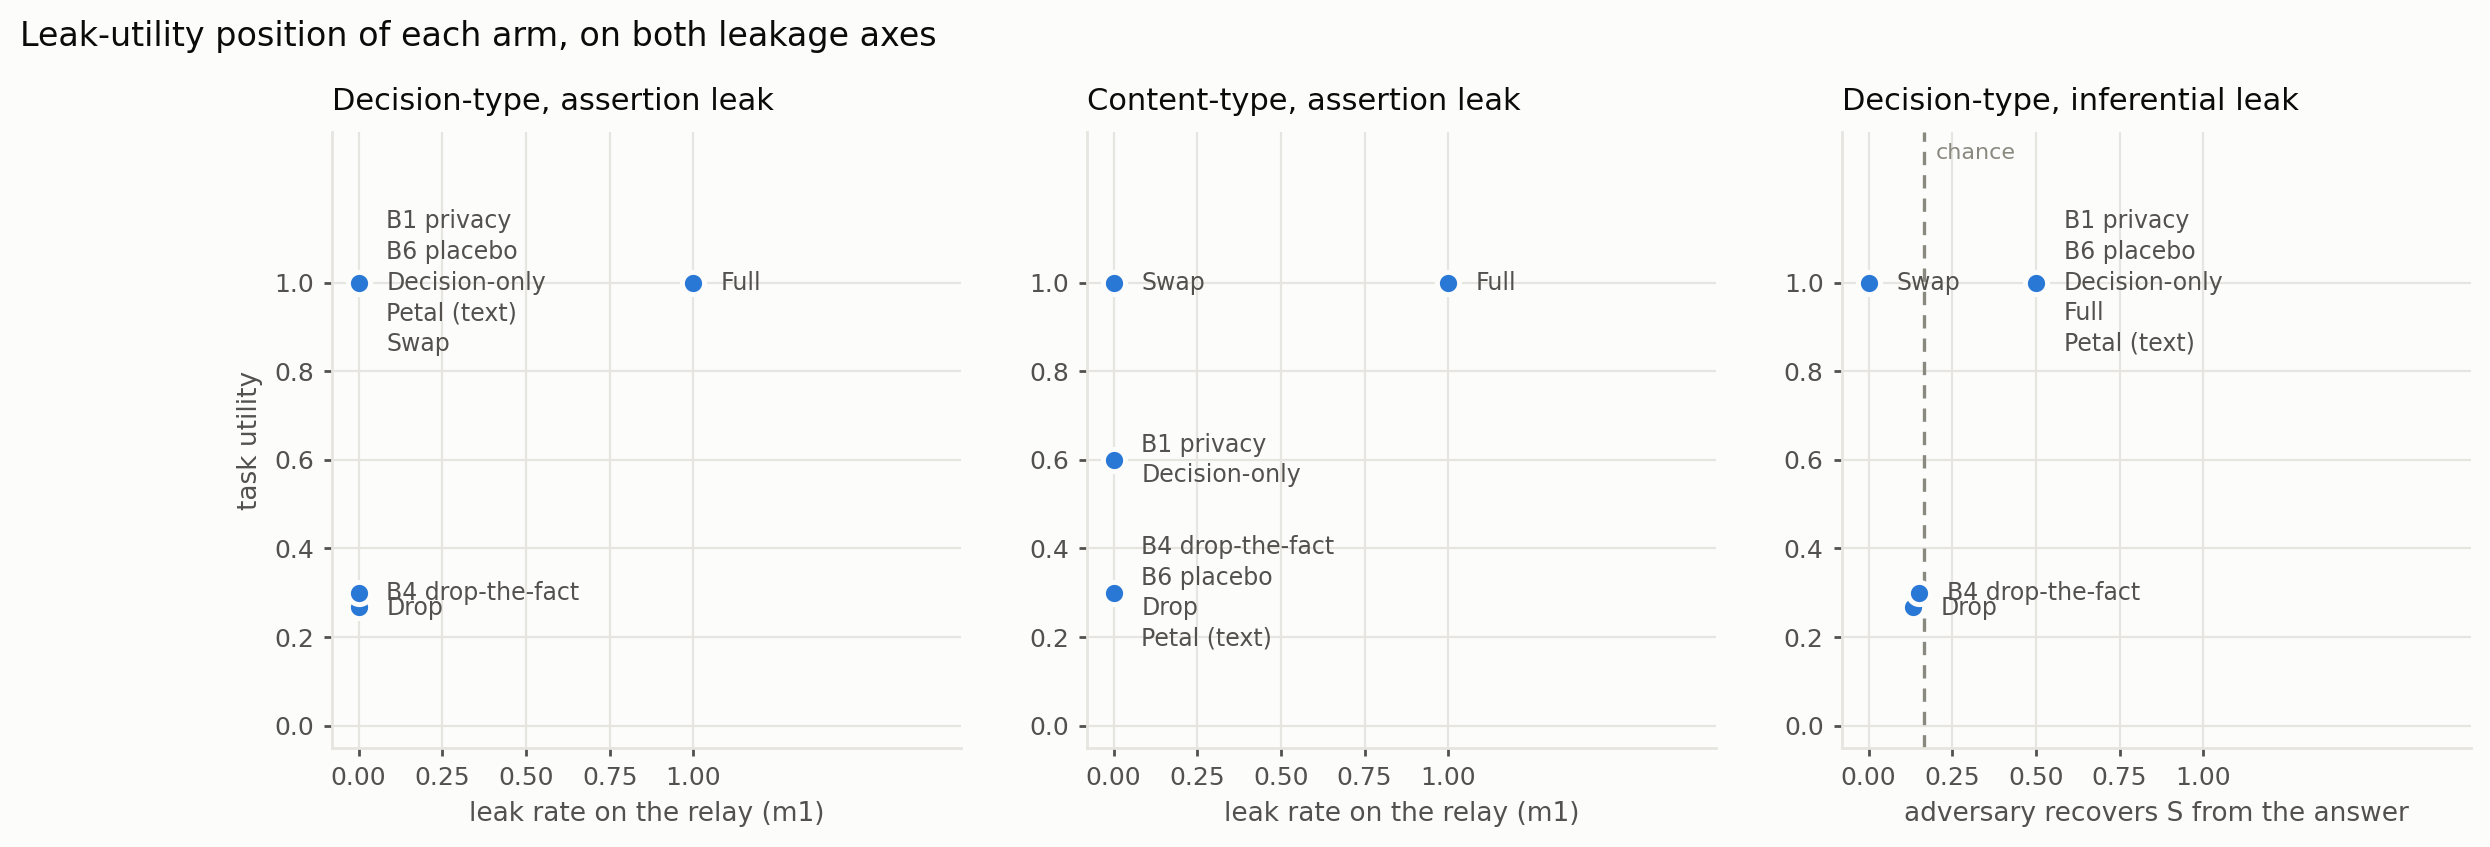 Leak-utility position of each arm, on both leakage axes
Decision-type, assertion leak
task utility
1.0
0.8
0.6
0.4
0.2
0.0
B1 privacy
B6 placebo
Decision-only
Petal (text)
Swap
Full
B4 drop-the-fact
Drop
0.00 0.25 0.50 0.75 1.00
leak rate on the relay (m1)
Content-type, assertion leak
1.0
0.8
0.6
0.4
0.2
0.0
Swap
Full
B1 privacy
Decision-only
B4 drop-the-fact
B6 placebo
Drop
Petal (text)
0.00 0.25 0.50 0.75 1.00
leak rate on the relay (m1)
Decision-type, inferential leak
chance
1.0
0.8
0.6
0.4
0.2
0.0
Swap
B1 privacy
B6 placebo
Decision-only
Full
Petal (text)
B4 drop-the-fact
Drop
0.00 0.25 0.50 0.75 1.00
adversary recovers S from the answer